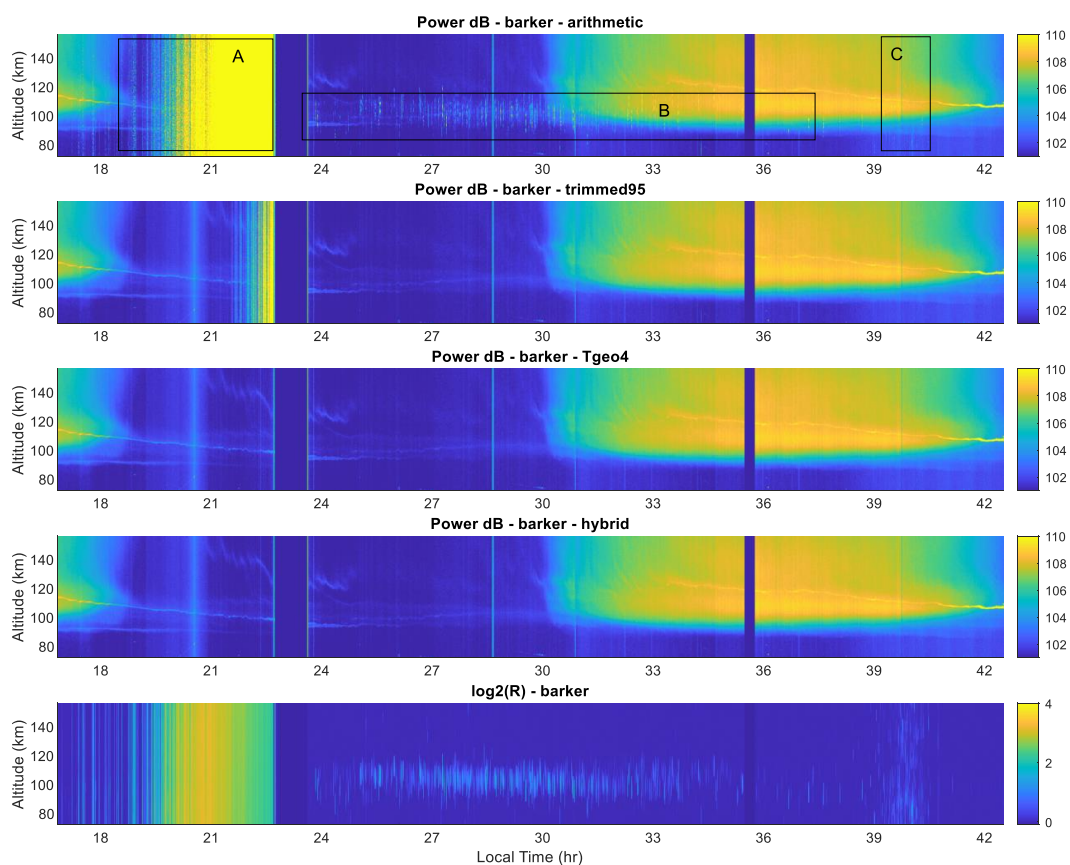 Power dB - barker - arithmetic
Altitude (km)
140
120
100
80
A
B
C
110
108
106
104
102
18 21 24 27 30 33 36 39 42
Power dB - barker - trimmed95
Altitude (km)
140
120
100
80
110
108
106
104
102
18 21 24 27 30 33 36 39 42
Power dB - barker - Tgeo4
Altitude (km)
140
120
100
80
110
108
106
104
102
18 21 24 27 30 33 36 39 42
Power dB - barker - hybrid
Altitude (km)
140
120
100
80
110
108
106
104
102
18 21 24 27 30 33 36 39 42
log2(R) - barker
Altitude (km)
140
120
100
80
4
2
0
18 21 24 27 30 33 36 39 42
Local Time (hr)